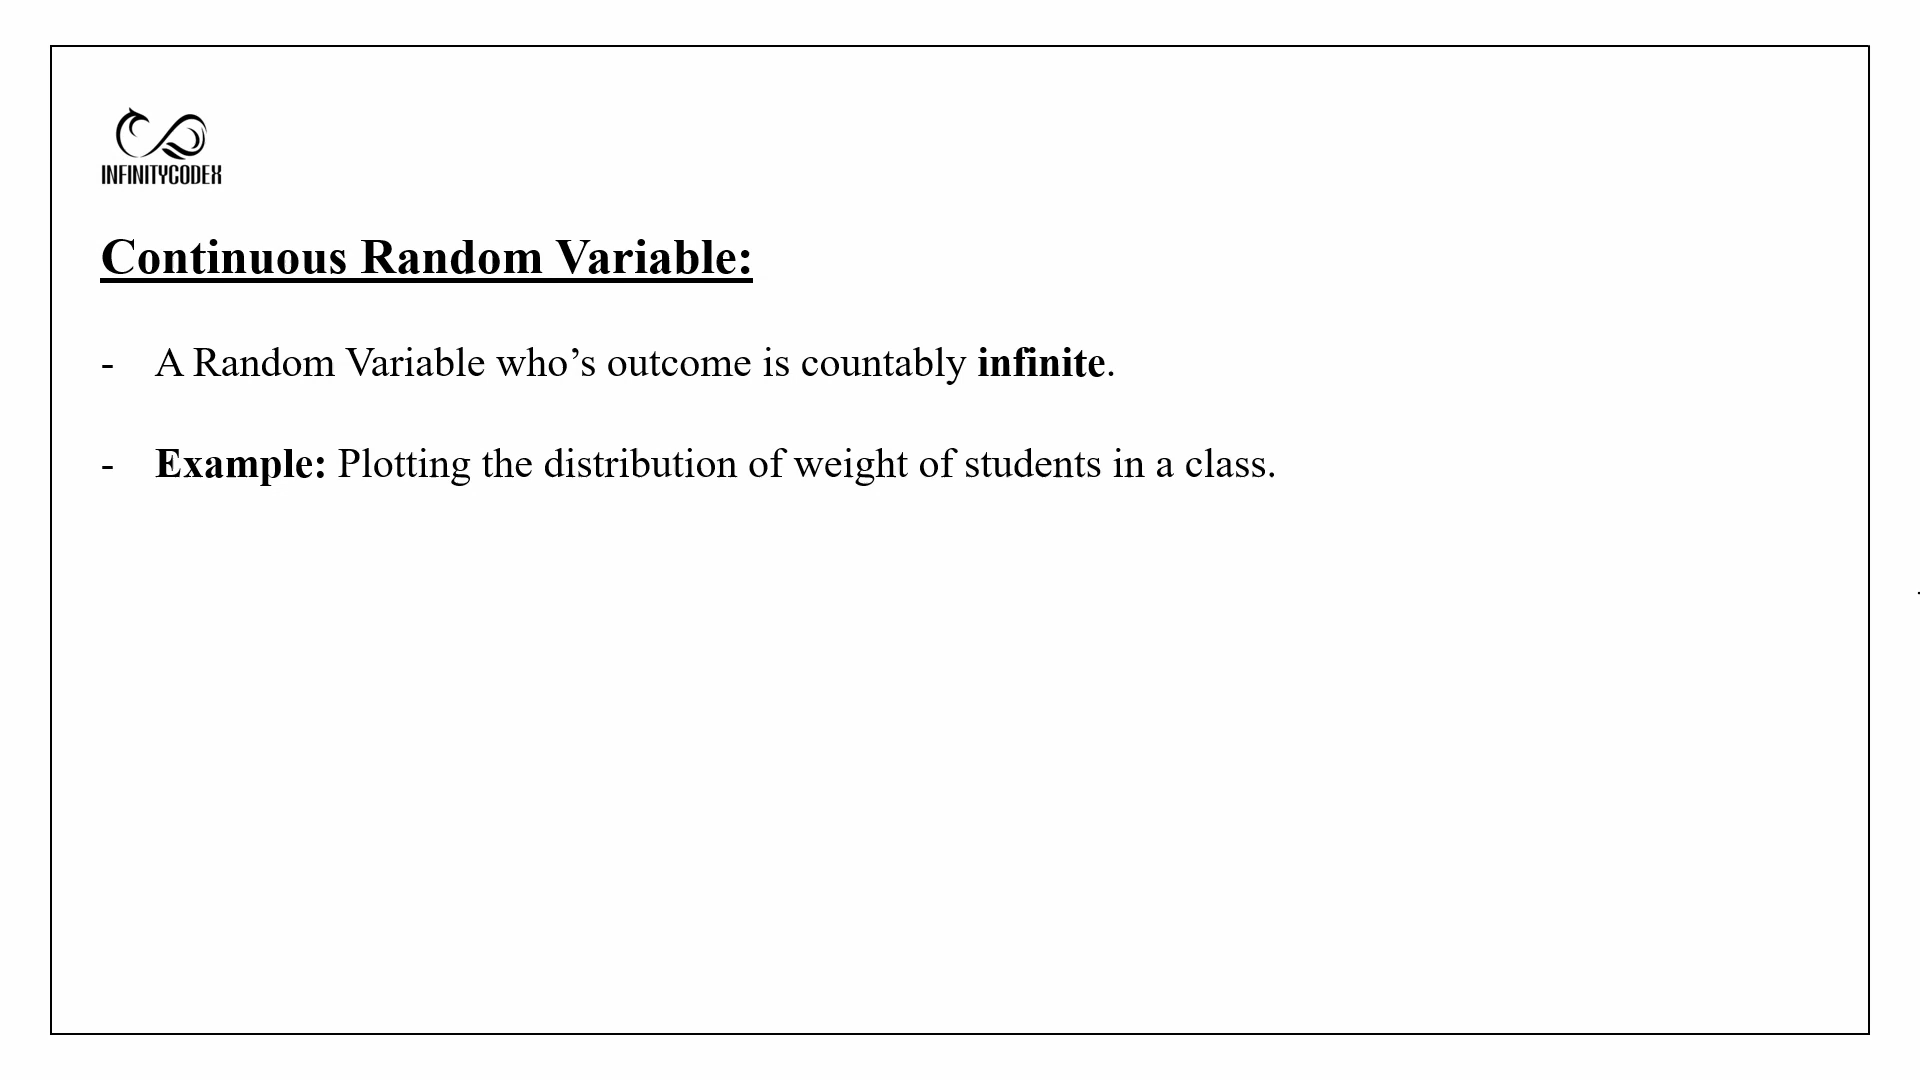 INFINITYCODEX
Continuous Random Variable:
- A Random Variable who’s outcome is countably infinite.
- Example: Plotting the distribution of weight of students in a class.